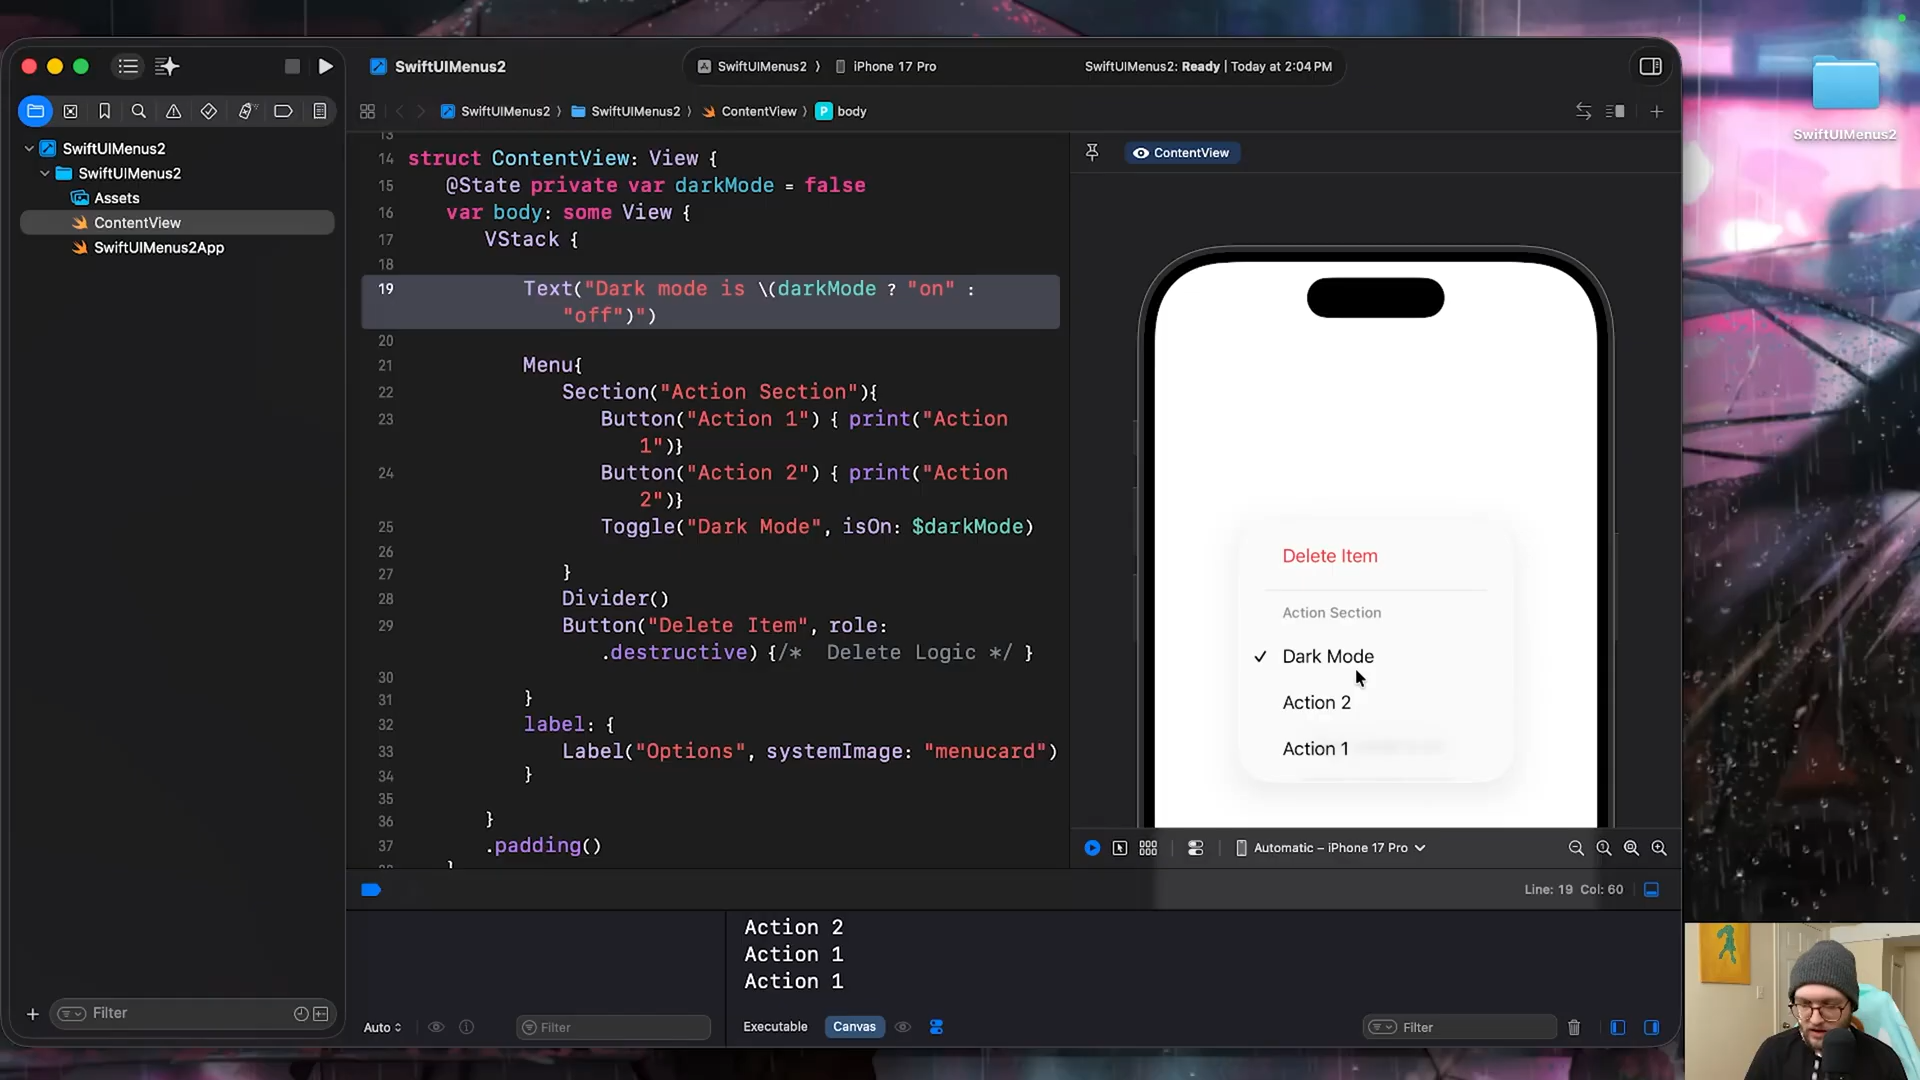 SwiftUIMenus2
SwiftUIMenus2 〉 iPhone 17 Pro
SwiftUIMenus2: Ready | Today at 2:04 PM
SwiftUIMenus2 〉 SwiftUIMenus2 〉 ContentView 〉 P body
SwiftUIMenus2
SwiftUIMenus2
Assets
ContentView
SwiftUIMenus2App
Filter
13
14 struct ContentView: View {
15 @State private var darkMode = false
16 var body: some View {
17 VStack {
18
19 Text("Dark mode is \(darkMode ? "on" :
"off")")
20
21 Menu{
22 Section("Action Section"){
23 Button("Action 1") { print("Action
1")}
24 Button("Action 2") { print("Action
2")}
25 Toggle("Dark Mode", isOn: $darkMode)
26
27 }
28 Divider()
29 Button("Delete Item", role:
.destructive) {/*  Delete Logic */ }
30
31 }
32 label: {
33 Label("Options", systemImage: "menucard")
34 }
35
36 }
37 .padding()
ContentView
Delete Item
Action Section
✓ Dark Mode
Action 2
Action 1
Automatic – iPhone 17 Pro
Line: 19 Col: 60
Action 2
Action 1
Action 1
Auto
Filter
Executable
Canvas
Filter
SwiftUIMenus2